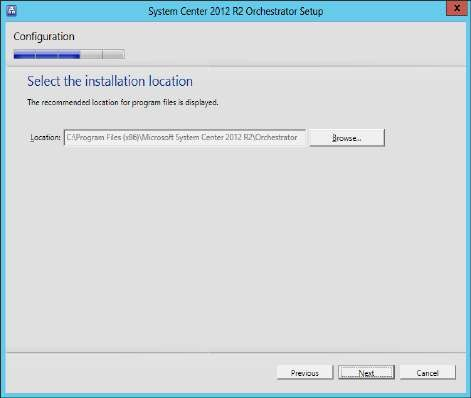 System Center 2012 R2 Orchestrator Setup
x
Configuration
Select the installation location
The recommended location for program files is displayed.
Location: C:\Program Files (x86)\Microsoft System Center 2012 R2\Orchestrator Browse...
Previous Next Cancel